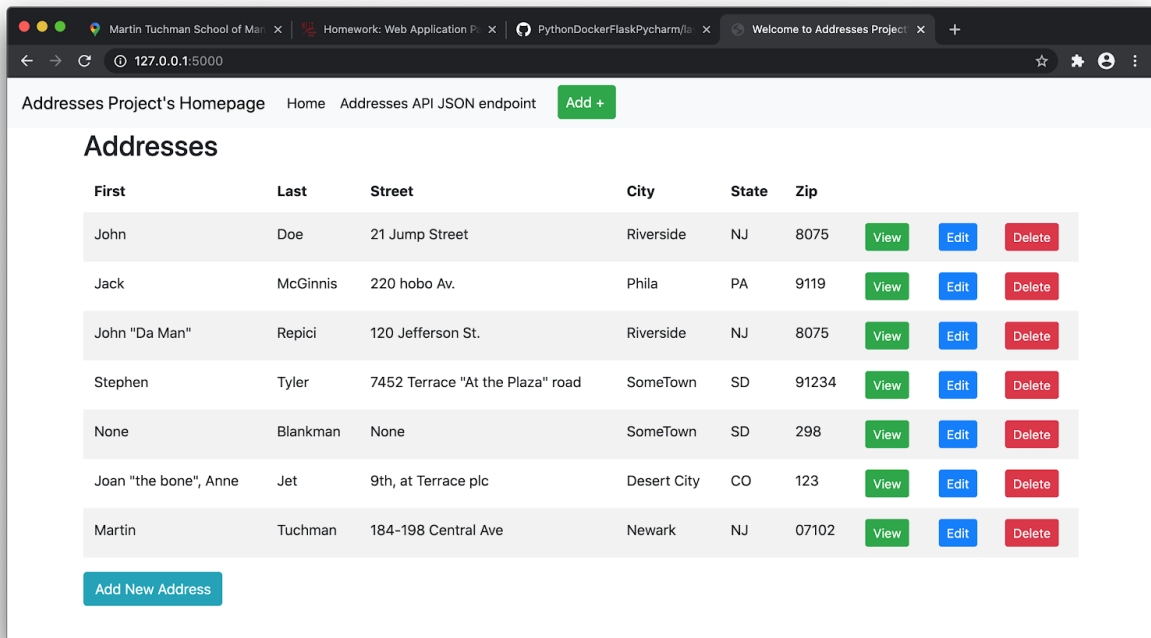 Martin Tuchman School of Man Homework: Web Application Pa PythonDockerFlaskPycharm/la Welcome to Addresses Project
127.0.0.1:5000
Addresses Project's Homepage Home Addresses API JSON endpoint Add +
Addresses
First Last Street City State Zip
John Doe 21 Jump Street Riverside NJ 8075 View Edit Delete
Jack McGinnis 220 hobo Av. Phila PA 9119 View Edit Delete
John "Da Man" Repici 120 Jefferson St. Riverside NJ 8075 View Edit Delete
Stephen Tyler 7452 Terrace "At the Plaza" road SomeTown SD 91234 View Edit Delete
None Blankman None SomeTown SD 298 View Edit Delete
Joan "the bone", Anne Jet 9th, at Terrace plc Desert City CO 123 View Edit Delete
Martin Tuchman 184-198 Central Ave Newark NJ 07102 View Edit Delete
Add New Address